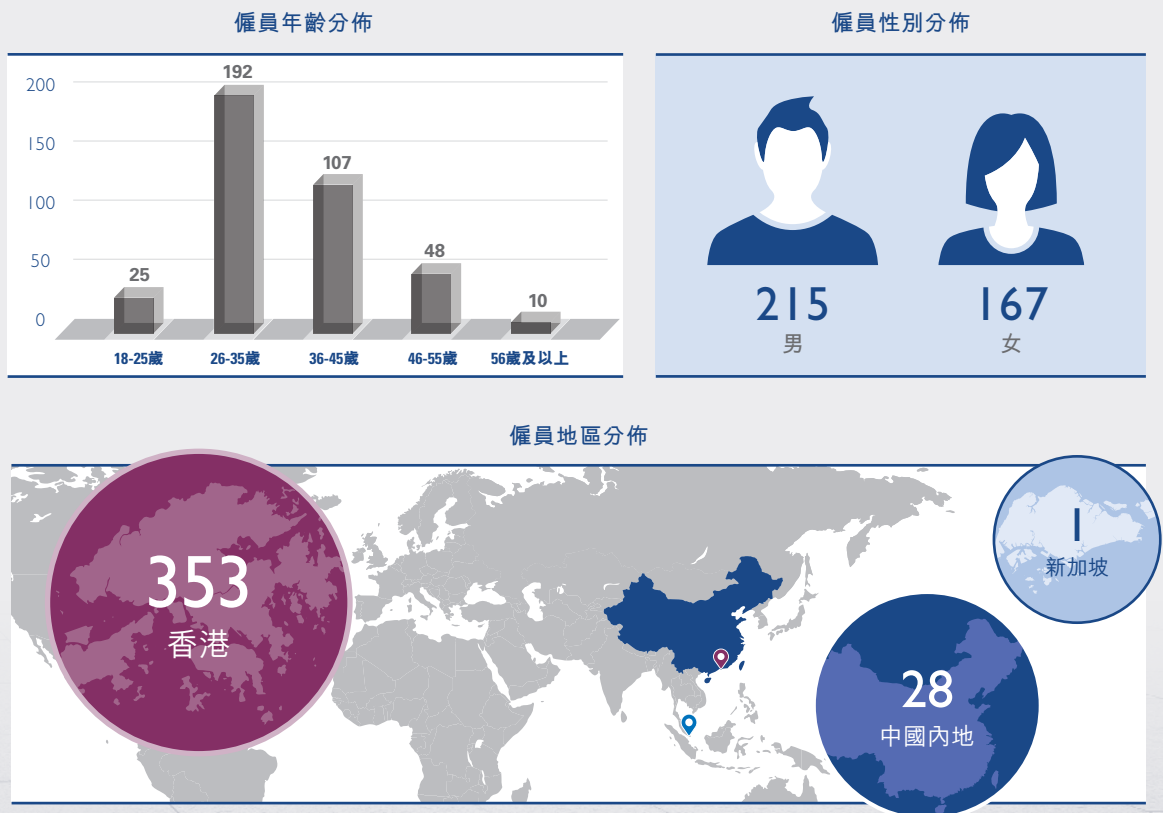 僱員年齡分佈
200
150
100
50
0
25
192
107
48
10
18-25歲
26-35歲
36-45歲
46-55歲
56歲及以上
僱員性別分佈
215
男
167
女
僱員地區分佈
353
香港
1
新加坡
28
中國內地